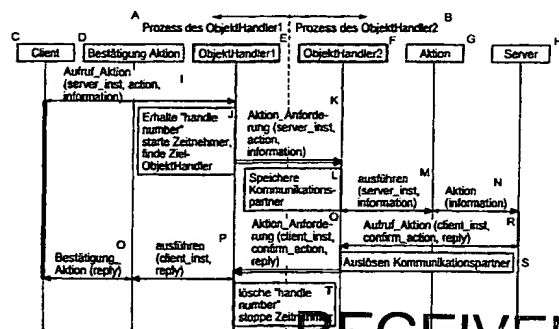 A
Prozess des ObjektHandler1
Prozess des ObjektHandler2
B
C
Client
D
Bestätigung Aktion
ObjektHandler1
E
ObjektHandler2
F
Aktion
G
Server
H
Aufruf_Aktion
(server_inst, action,
information)
I
Erhalte "handle
number"
starte Zeitnehmer,
finde Ziel-
ObjektHandler
J
Aktion_Anforde-
rung (server_inst,
action,
information)
K
Speichere
Kommunikations-
partner
L
ausführen
(server_inst,
information)
M
Aktion
(information)
N
Bestätigung_
Aktion (reply)
O
ausführen
(client_inst,
reply)
P
Aktion_Anforde-
rung (client_inst,
confirm_action,
reply)
Q
Aufruf_Aktion (client_inst,
confirm_action, reply)
R
Auslösen Kommunikationspartner
S
lösche "handle
number"
stoppe
T